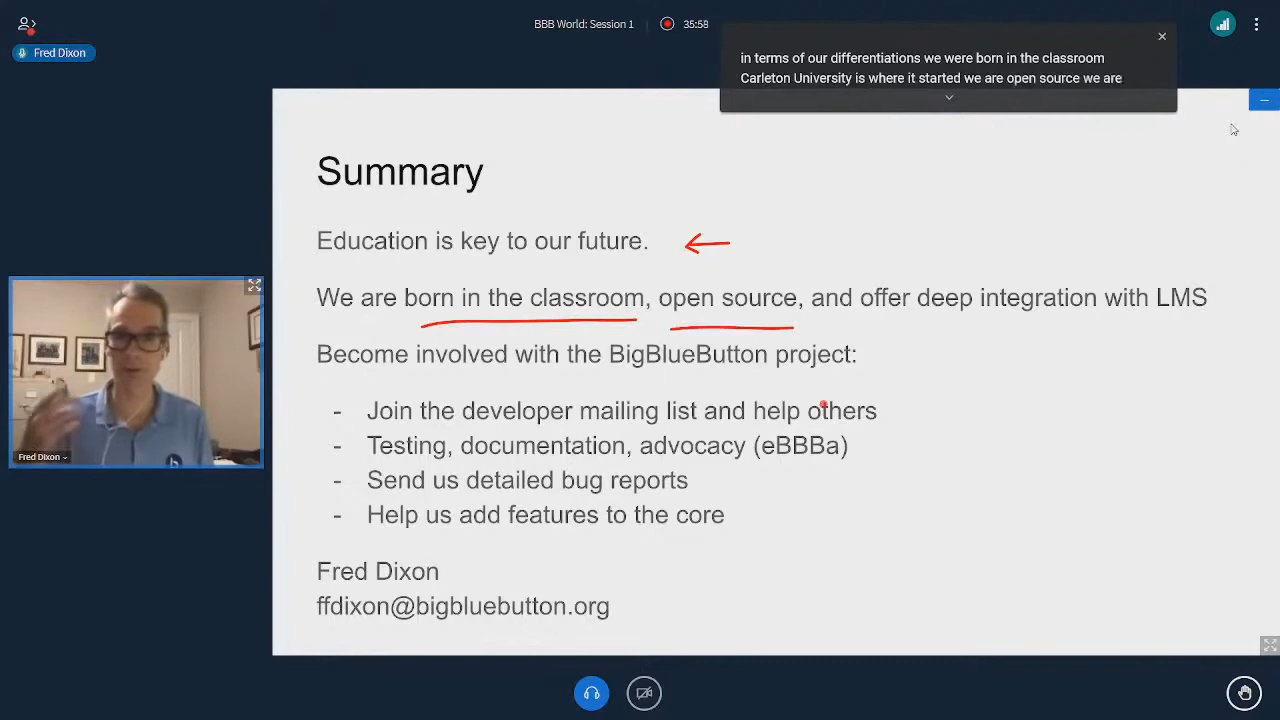 BBB World: Session 1
35:58
Fred Dixon
in terms of our differentiations we were born in the classroom
Carleton University is where it started we are open source we are
Summary
Education is key to our future.
We are born in the classroom, open source, and offer deep integration with LMS
Become involved with the BigBlueButton project:
- Join the developer mailing list and help others
- Testing, documentation, advocacy (eBBBa)
- Send us detailed bug reports
- Help us add features to the core
Fred Dixon
ffdixon@bigbluebutton.org
Fred Dixon